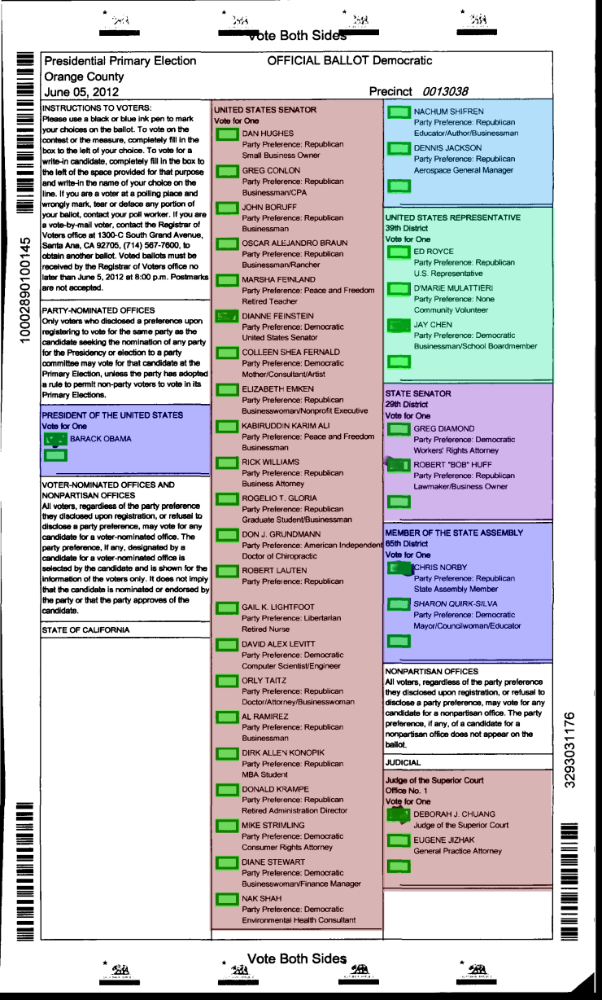 Vote Both Sides
Presidential Primary Election
OFFICIAL BALLOT Democratic
Orange County
June 05, 2012
Precinct 0013038
10002890100145
INSTRUCTIONS TO VOTERS:
Please use a black or blue ink pen to mark
your choices on the ballot. To vote on the
contest or the measure, completely fill in the
box to the left of your choice. To vote for a
write-in candidate, completely fill in the box to
the left of the space provided for that purpose
and write-in the name of your choice on the
line. If you are a voter at a polling place and
wrongly mark, tear or deface any portion of
your ballot, contact your poll worker. If you are
a vote-by-mail voter, contact the Registrar of
Voters office at 1300-C South Grand Avenue,
Santa Ana, CA 92705, (714) 567-7600, to
obtain another ballot. Voted ballots must be
received by the Registrar of Voters office no
later than June 5, 2012 at 8:00 p.m. Postmarks
are not accepted.
PARTY-NOMINATED OFFICES
Only voters who disclosed a preference upon
registering to vote for the same party as the
candidate seeking the nomination of any party
for the Presidency or election to a party
committee may vote for that candidate at the
Primary Election, unless the party has adopted
a rule to permit non-party voters to vote in its
Primary Elections.
PRESIDENT OF THE UNITED STATES
Vote for One
BARACK OBAMA
VOTER-NOMINATED OFFICES AND
NONPARTISAN OFFICES
All voters, regardless of the party preference
they disclosed upon registration, or refusal to
disclose a party preference, may vote for any
candidate for a voter-nominated office. The
party preference, if any, designated by a
candidate for a voter-nominated office is
selected by the candidate and is shown for the
information of the voters only. It does not imply
that the candidate is nominated or endorsed by
the party or that the party approves of the
candidate.
STATE OF CALIFORNIA
UNITED STATES SENATOR
Vote for One
DAN HUGHES
Party Preference: Republican
Small Business Owner
GREG CONLON
Party Preference: Republican
Businessman/CPA
JOHN BORUFF
Party Preference: Republican
Businessman
OSCAR ALEJANDRO BRAUN
Party Preference: Republican
Businessman/Rancher
MARSHA FEINLAND
Party Preference: Peace and Freedom
Retired Teacher
DIANNE FEINSTEIN
Party Preference: Democratic
United States Senator
COLLEEN SHEA FERNALD
Party Preference: Democratic
Mother/Consultant/Artist
ELIZABETH EMKEN
Party Preference: Republican
Businesswoman/Nonprofit Executive
KABIRUDDIN KARIM ALI
Party Preference: Peace and Freedom
Businessman
RICK WILLIAMS
Party Preference: Republican
Business Attorney
ROGELIO T. GLORIA
Party Preference: Republican
Graduate Student/Businessman
DON J. GRUNDMANN
Party Preference: American Independent
Doctor of Chiropractic
ROBERT LAUTEN
Party Preference: Republican
GAIL K. LIGHTFOOT
Party Preference: Libertarian
Retired Nurse
DAVID ALEX LEVITT
Party Preference: Democratic
Computer Scientist/Engineer
ORLY TAITZ
Party Preference: Republican
Doctor/Attorney/Businesswoman
AL RAMIREZ
Party Preference: Republican
Businessman
DIRK ALLEN KONOPIK
Party Preference: Republican
MBA Student
DONALD KRAMPE
Party Preference: Republican
Retired Administration Director
MIKE STRIMLING
Party Preference: Democratic
Consumer Rights Attorney
DIANE STEWART
Party Preference: Democratic
Businesswoman/Finance Manager
NAK SHAH
Party Preference: Democratic
Environmental Health Consultant
NACHUM SHIFREN
Party Preference: Republican
Educator/Author/Businessman
DENNIS JACKSON
Party Preference: Republican
Aerospace General Manager
UNITED STATES REPRESENTATIVE
39th District
Vote for One
ED ROYCE
Party Preference: Republican
U.S. Representative
D'MARIE MULATTIERI
Party Preference: None
Community Volunteer
JAY CHEN
Party Preference: Democratic
Businessman/School Boardmember
STATE SENATOR
29th District
Vote for One
GREG DIAMOND
Party Preference: Democratic
Workers' Rights Attorney
ROBERT "BOB" HUFF
Party Preference: Republican
Lawmaker/Business Owner
MEMBER OF THE STATE ASSEMBLY
65th District
Vote for One
CHRIS NORBY
Party Preference: Republican
State Assembly Member
SHARON QUIRK-SILVA
Party Preference: Democratic
Mayor/Councilwoman/Educator
NONPARTISAN OFFICES
All voters, regardless of the party preference
they disclosed upon registration, or refusal to
disclose a party preference, may vote for any
candidate for a nonpartisan office. The party
preference, if any, of a candidate for a
nonpartisan office does not appear on the
ballot.
JUDICIAL
Judge of the Superior Court
Office No. 1
Vote for One
DEBORAH J. CHUANG
Judge of the Superior Court
EUGENE JIZHAK
General Practice Attorney
3293031176
Vote Both Sides